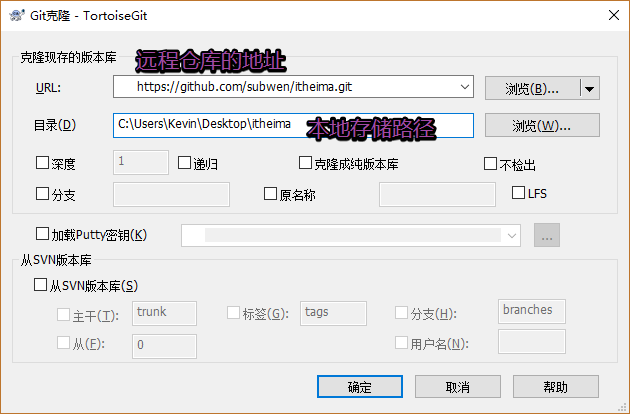 Git克隆 - TortoiseGit
克隆现存的版本库
远程仓库的地址
URL: https://github.com/subwen/itheima.git 浏览(B)...
目录(D) C:\Users\Kevin\Desktop\itheima 本地存储路径 浏览(W)...
深度 1 递归 克隆成纯版本库 不检出
分支 原名称 LFS
加载Putty密钥(K) ...
从SVN版本库
从SVN版本库(S)
主干(T): trunk 标签(G): tags 分支(H): branches
从(F): 0 用户名(N):
确定 取消 帮助